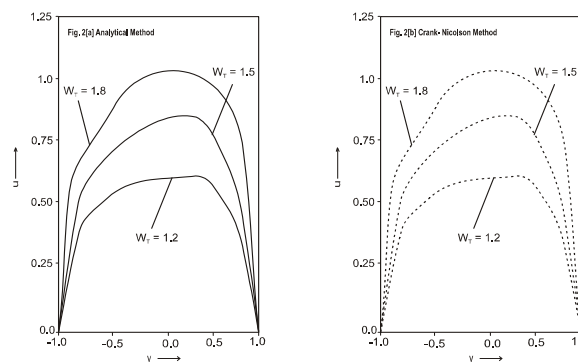 Fig. 2[a] Analytical Method
1.25
1.0
0.75
0.50
0.25
0.0
u
W_T = 1.8
W_T = 1.5
W_T = 1.2
-1.0 -0.5 0.0 0.5 1.0
y
Fig. 2[b] Crank- Nicolson Method
1.25
1.0
0.75
0.50
0.25
0.0
u
W_T = 1.8
W_T = 1.5
W_T = 1.2
-1.0 -0.5 0.0 0.5 1.0
y